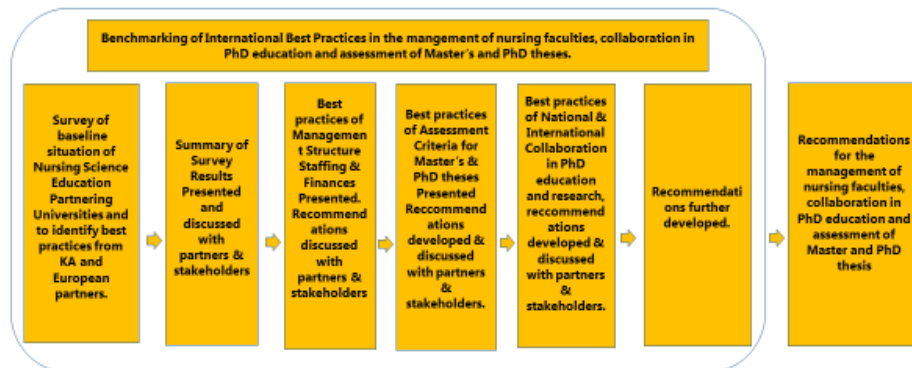 Benchmarking of International Best Practices in the mangement of nursing faculties, collaboration in
PhD education and assessment of Master´s and PhD theses.
Survey of
baseline
situation of
Nursing Science
Education
Partnering
Universities and
to identify best
practices from
KA and
European
partners.
Summary of
Survey
Results
Presented
and
discussed
with
partners &
stakeholders
Best
practices of
Managemen
t Structure
Staffing &
Finances
Presented.
Recommend
ations
discussed
with
partners &
stakeholders
Best practices
of Assessment
Criteria for
Master´s &
PhD theses
Presented
Reccommend
ations
developed &
discussed
with partners
&
stakeholders.
Best practices
of National &
International
Collaboration
in PhD
education
and research,
reccommend
ations
developed &
discussed
with partners
&
stakeholders.
Recommendati
ons further
developed.
Recommendations
for the
management of
nursing faculties,
collaboration in
PhD education and
assessment of
Master and PhD
thesis